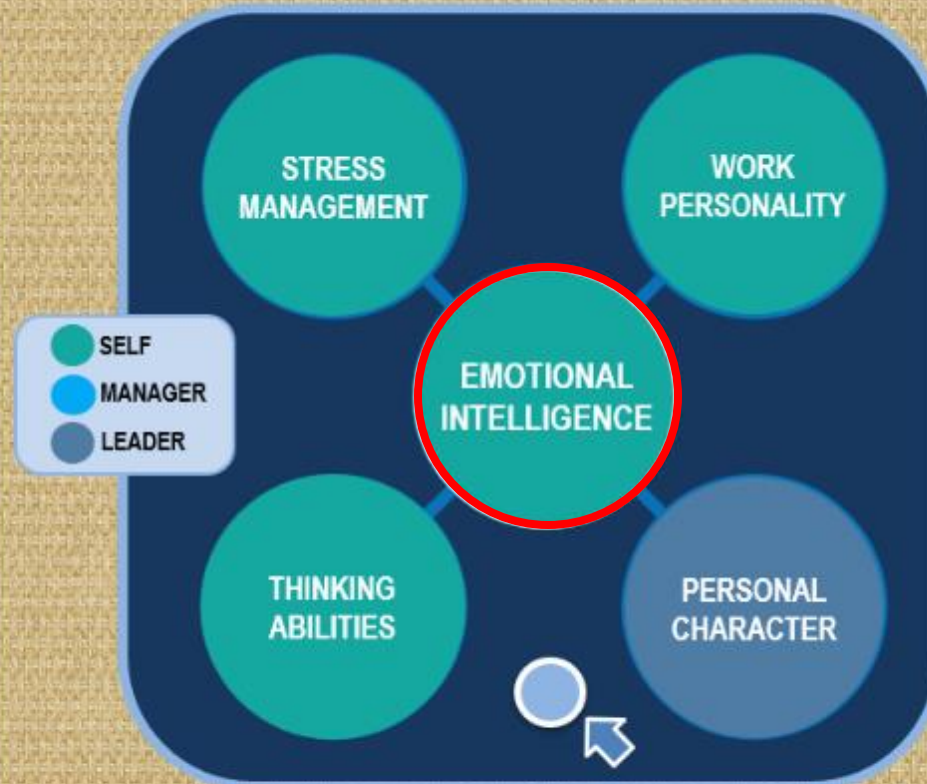 STRESS
MANAGEMENT
WORK
PERSONALITY
SELF
MANAGER
LEADER
EMOTIONAL
INTELLIGENCE
THINKING
ABILITIES
PERSONAL
CHARACTER